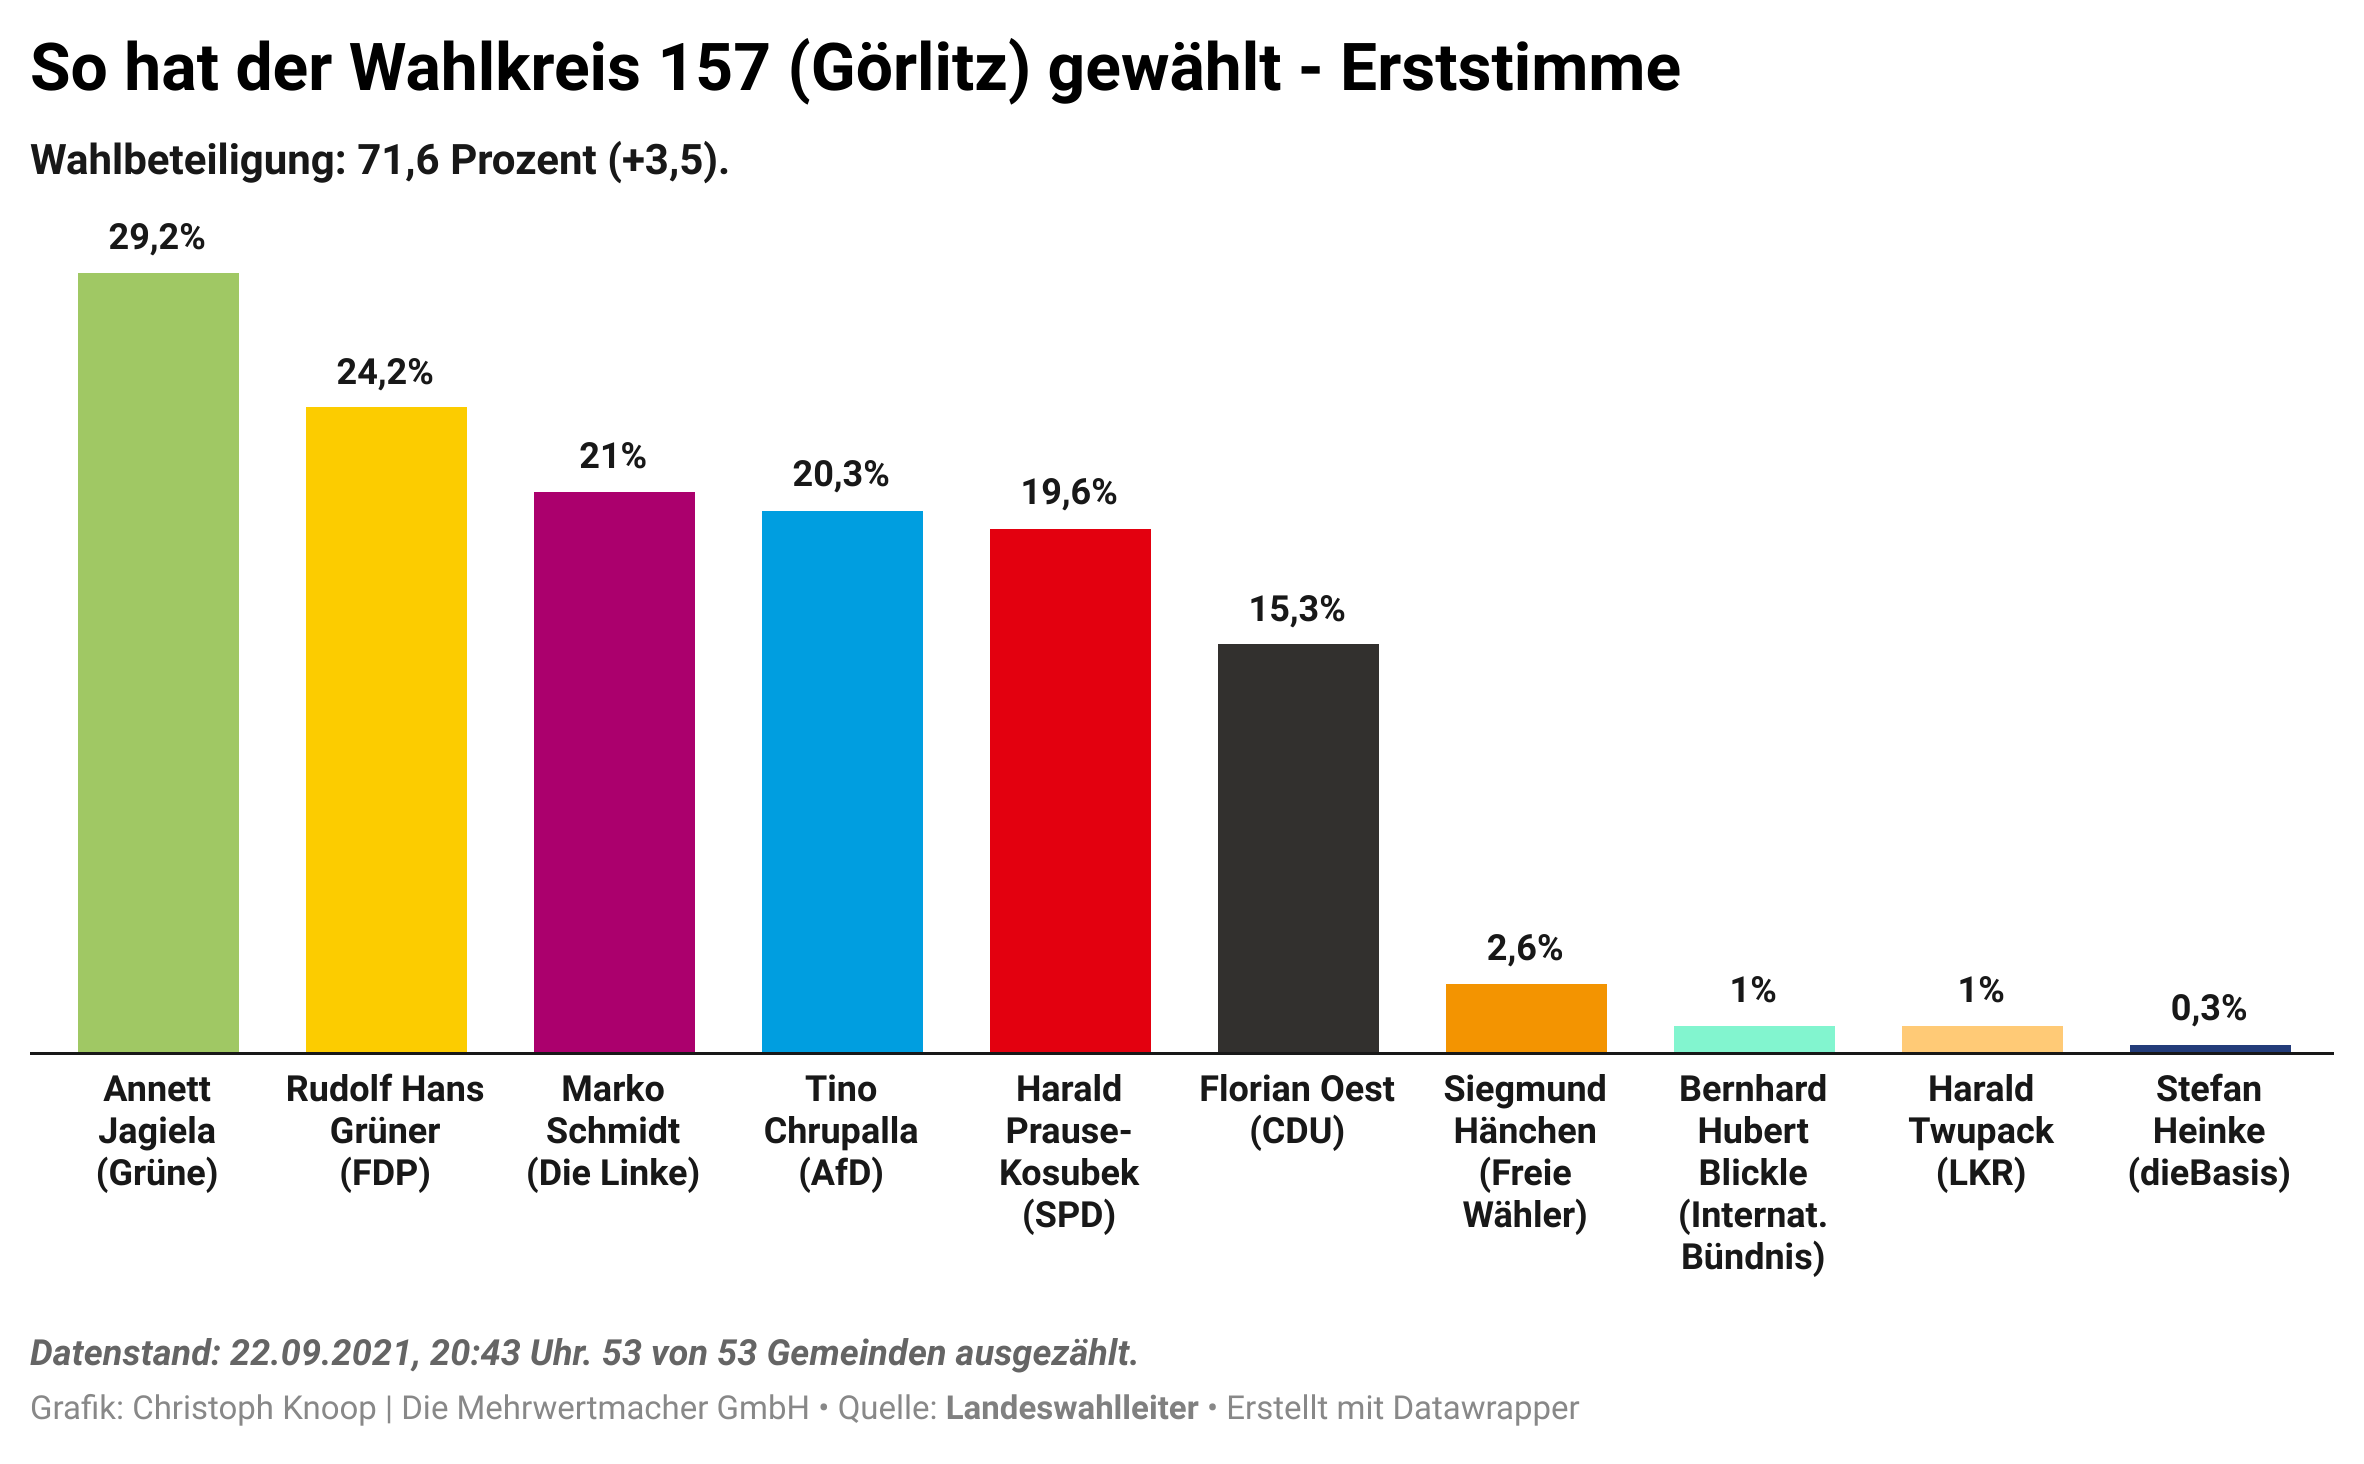 So hat der Wahlkreis 157 (Görlitz) gewählt - Erststimme
Wahlbeteiligung: 71,6 Prozent (+3,5).
29,2%
24,2%
21%
20,3%
19,6%
15,3%
2,6%
1%
1%
0,3%
Annett
Jagiela
(Grüne)
Rudolf Hans
Grüner
(FDP)
Marko
Schmidt
(Die Linke)
Tino
Chrupalla
(AfD)
Harald
Prause-
Kosubek
(SPD)
Florian Oest
(CDU)
Siegmund
Hänchen
(Freie
Wähler)
Bernhard
Hubert
Blickle
(Internat.
Bündnis)
Harald
Twupack
(LKR)
Stefan
Heinke
(dieBasis)
Datenstand: 22.09.2021, 20:43 Uhr. 53 von 53 Gemeinden ausgezählt.
Grafik: Christoph Knoop | Die Mehrwertmacher GmbH • Quelle: Landeswahlleiter • Erstellt mit Datawrapper